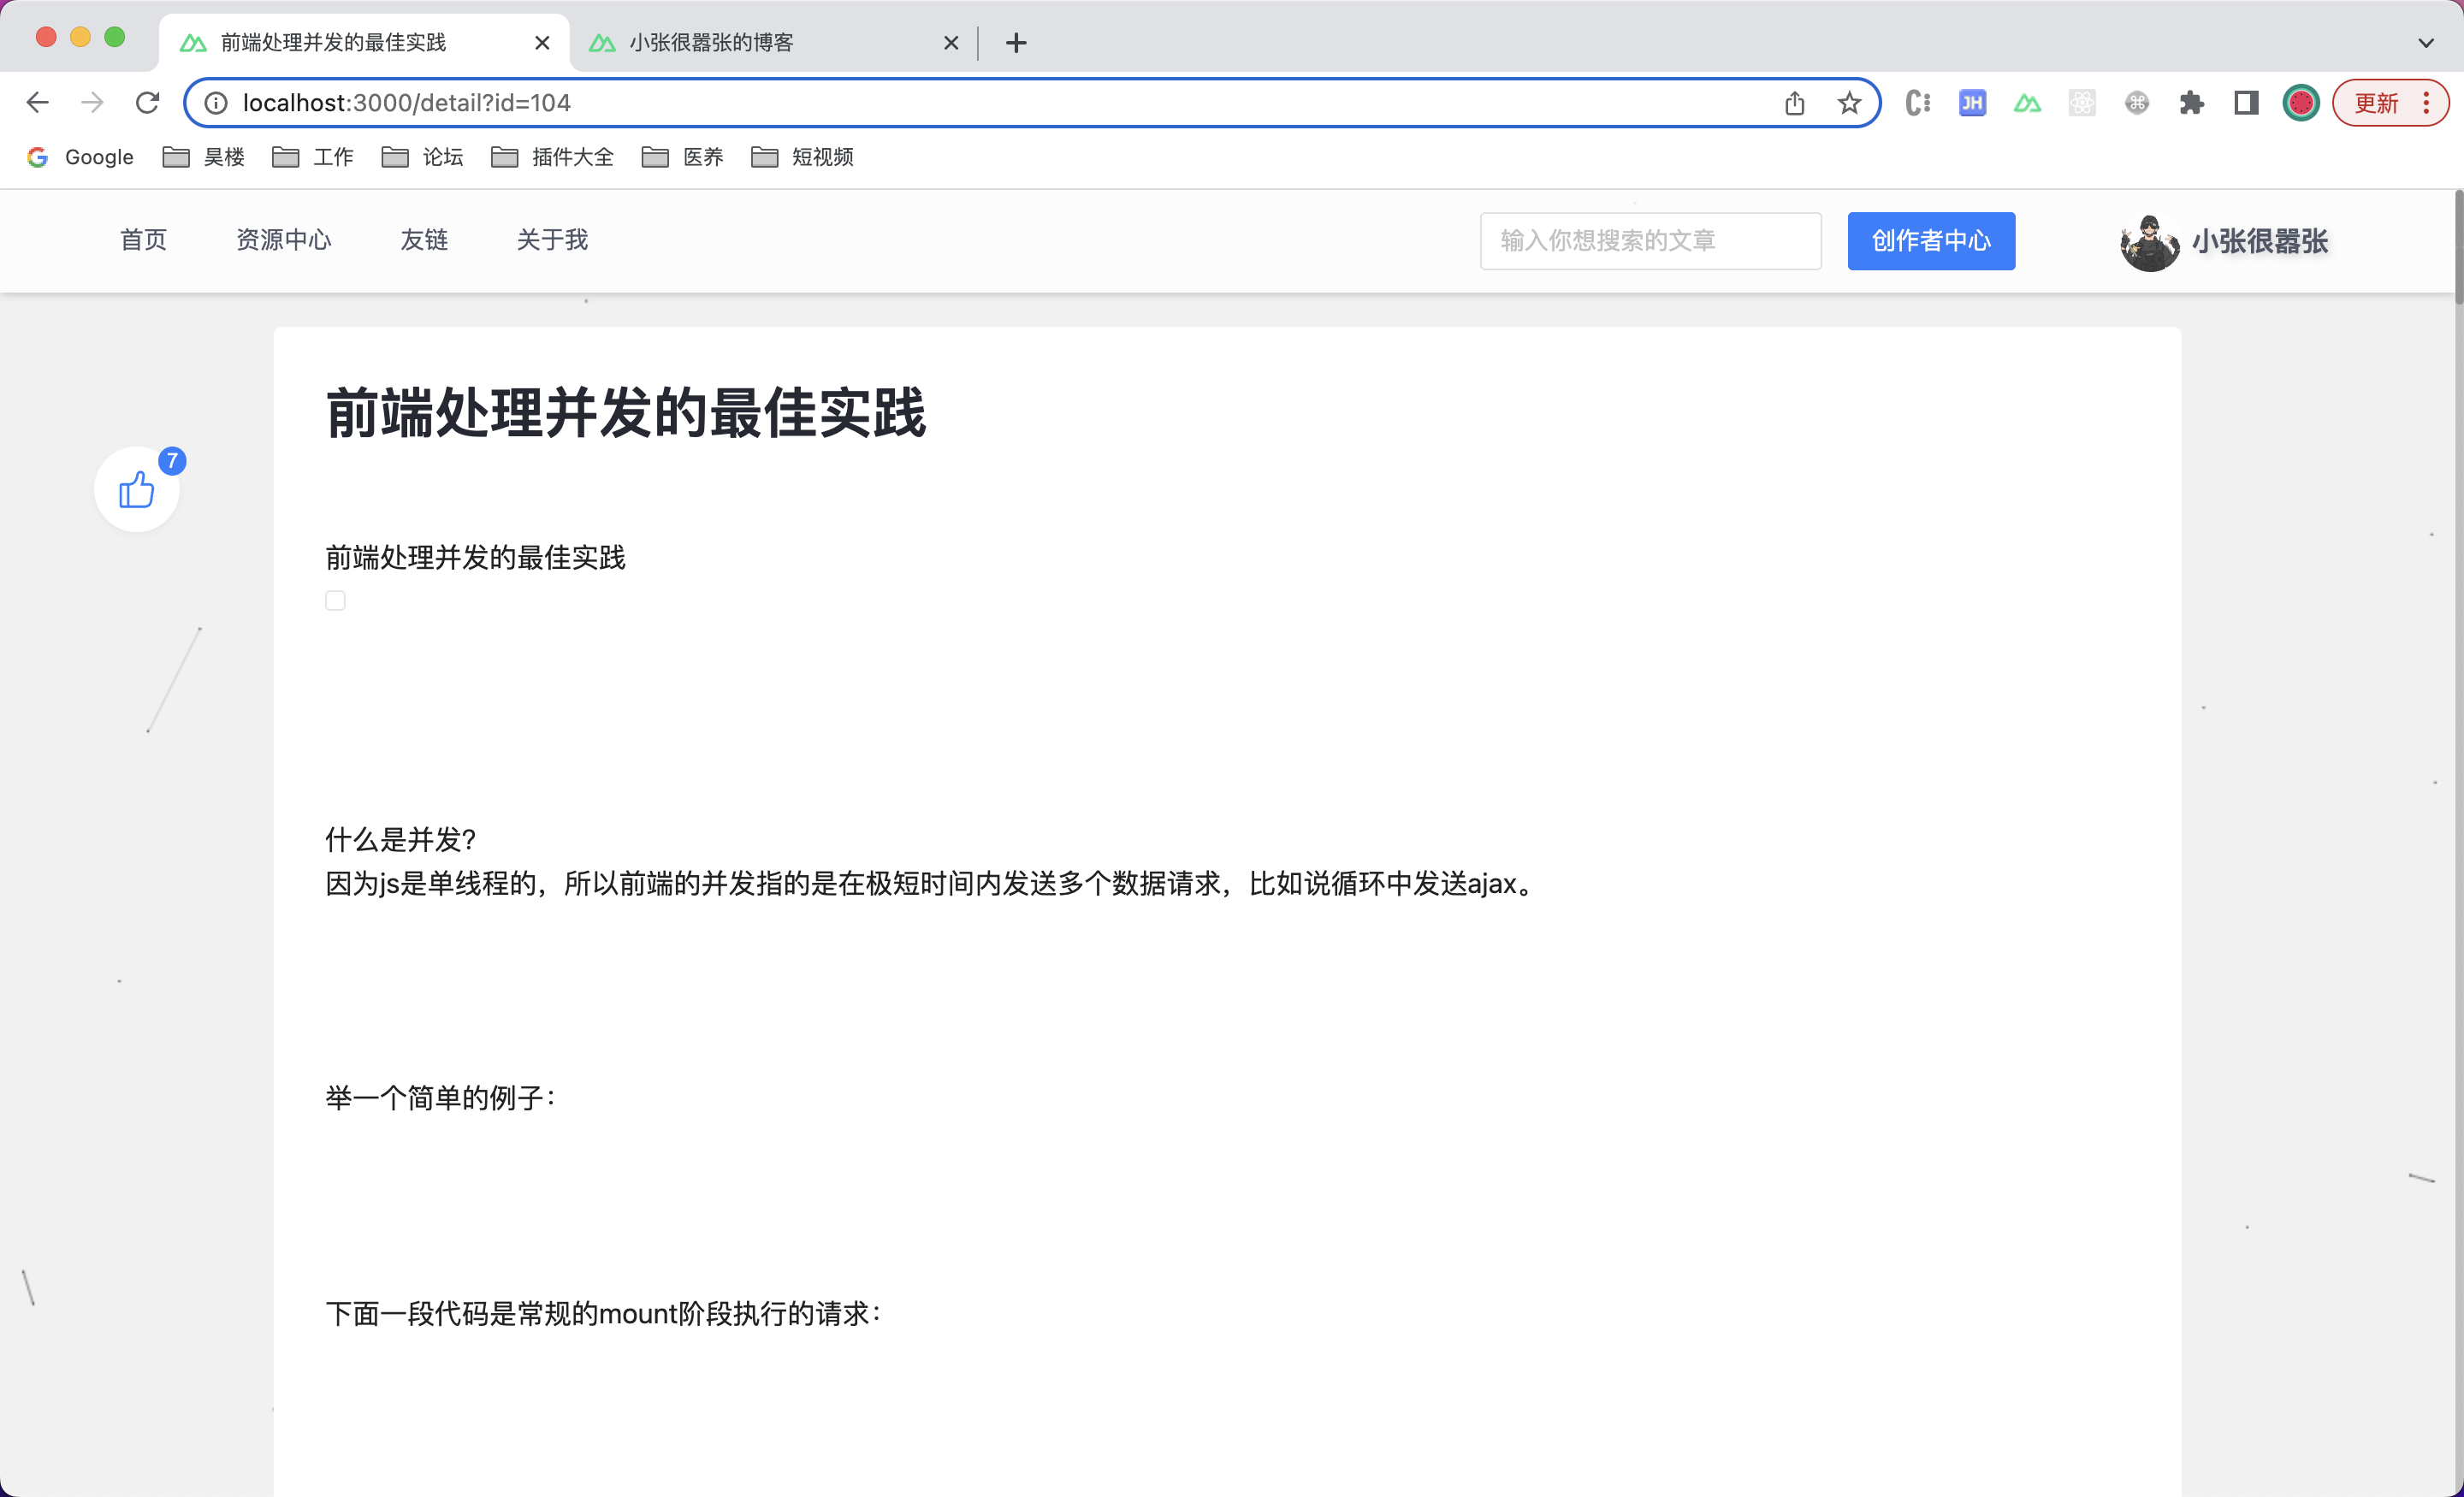 前端处理并发的最佳实践
小张很嚣张的博客
localhost:3000/detail?id=104
JH
更新
Google
昊楼
工作
论坛
插件大全
医养
短视频
首页
资源中心
友链
关于我
输入你想搜索的文章
创作者中心
小张很嚣张
前端处理并发的最佳实践
7
前端处理并发的最佳实践
什么是并发?
因为js是单线程的，所以前端的并发指的是在极短时间内发送多个数据请求，比如说循环中发送ajax。
举一个简单的例子：
下面一段代码是常规的mount阶段执行的请求：